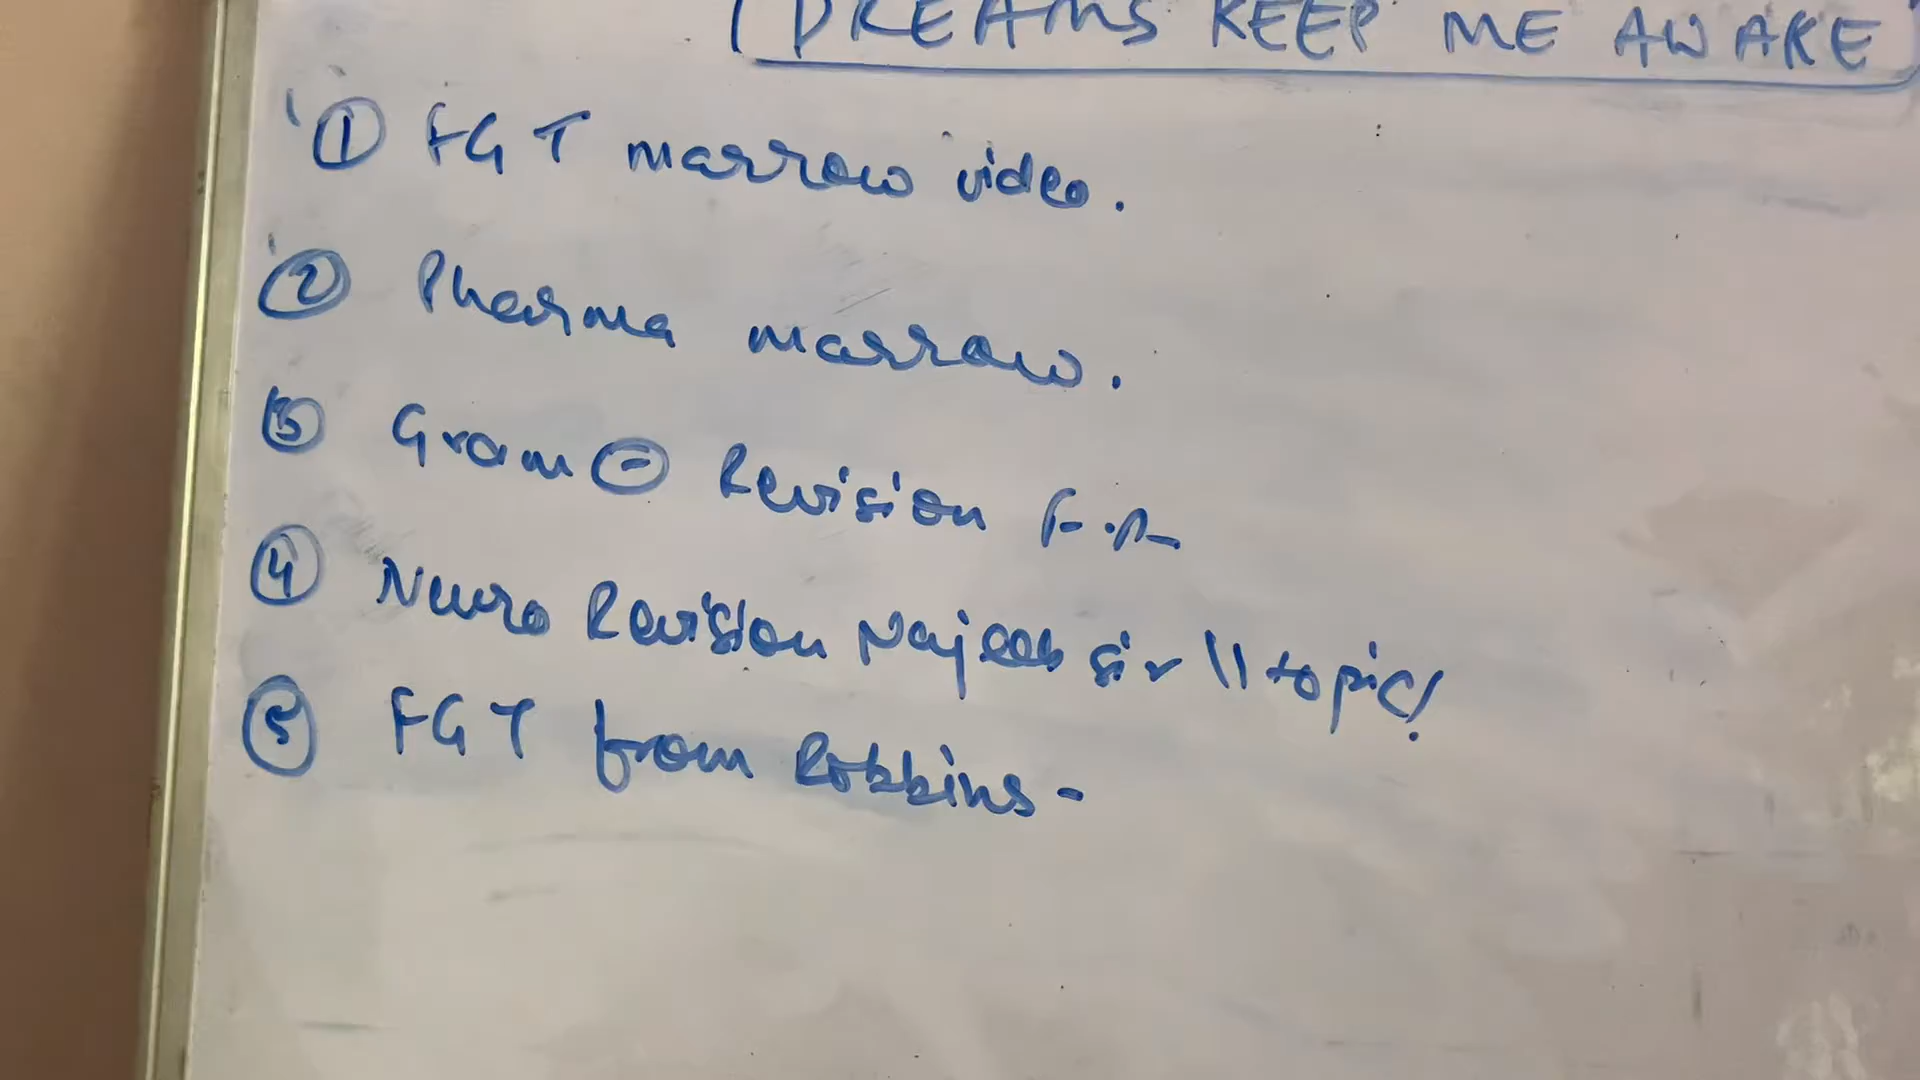 DREAMS KEEP ME AWAKE
① FGT marrow video.
② Pharma marrow.
③ Gram ⊖ Revision F.A
④ Neuro Revision Najeeb sir 11 topic!
⑤ FGT from Robbins -